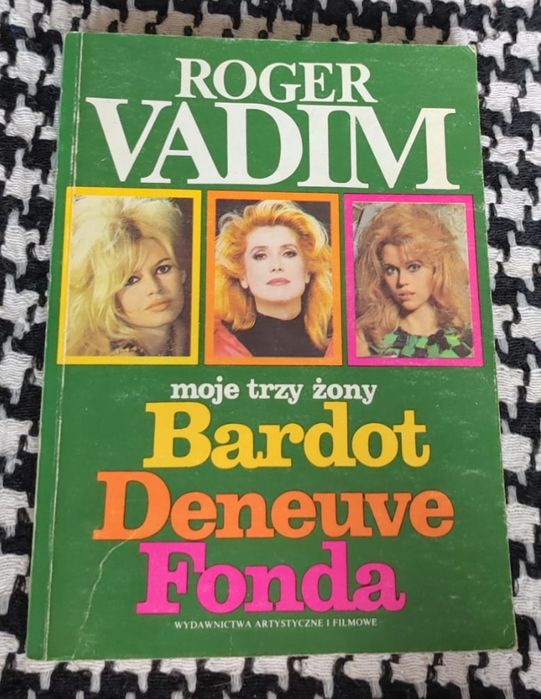 ROGER
VADIM
moje trzy żony
Bardot
Deneuve
Fonda
WYDAWNICTWA ARTYSTYCZNE I FILMOWE